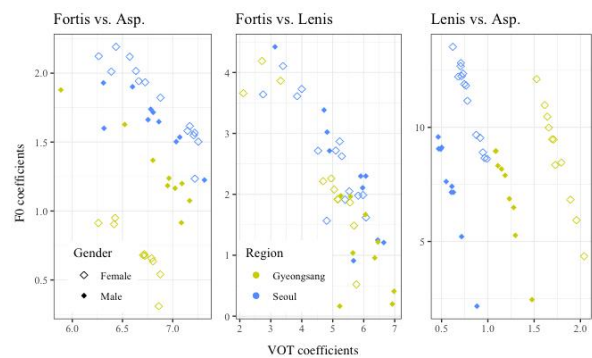 Fortis vs. Asp.
Fortis vs. Lenis
Lenis vs. Asp.
F0 coefficients
2.0
1.5
1.0
0.5
6.0 6.5 7.0
Gender
Female
Male
4
3
2
1
0
2 3 4 5 6 7
Region
Gyeongsang
Seoul
10
5
0.5 1.0 1.5 2.0
VOT coefficients